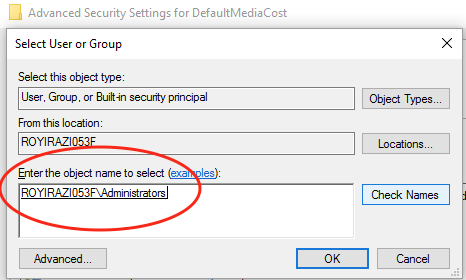 Advanced Security Settings for DefaultMediaCost
Select User or Group
Select this object type:
User, Group, or Built-in security principal
Object Types...
From this location:
ROYIRAZI053F
Locations...
Enter the object name to select (examples):
ROYIRAZI053F\Administrators
Check Names
Advanced...
OK
Cancel